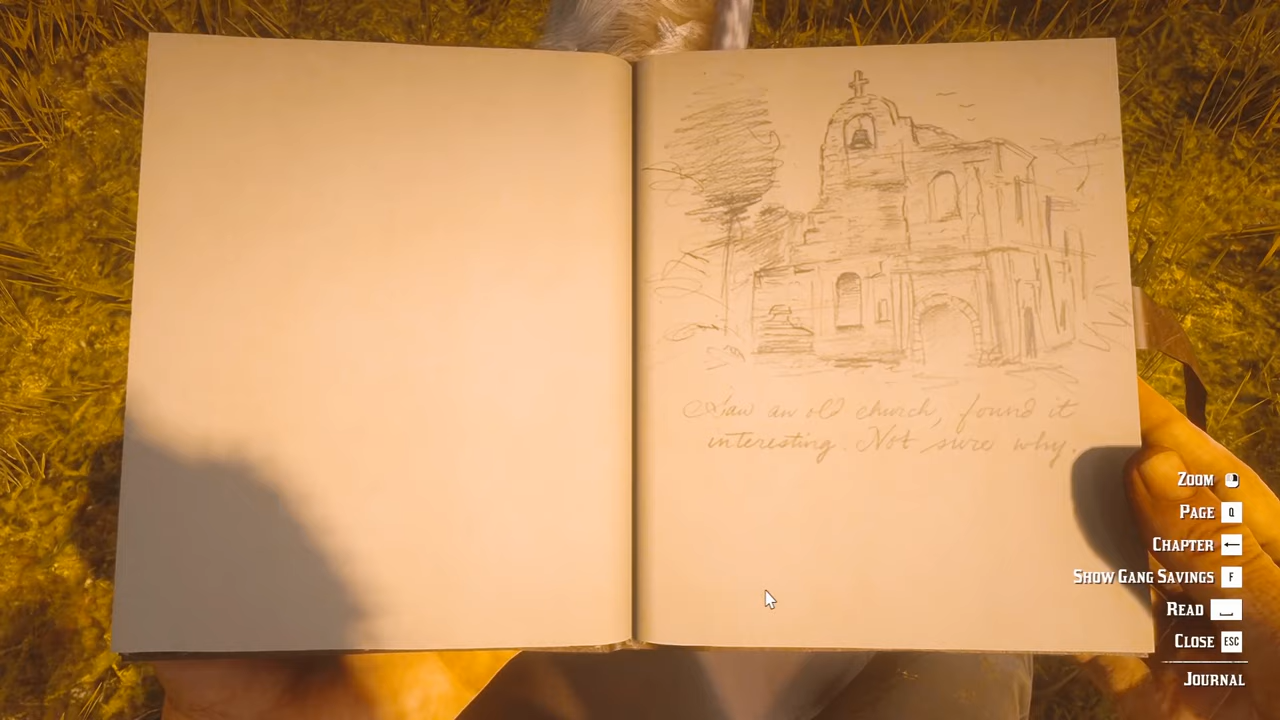 Saw an old church, found it
interesting. Not sure why.
ZOOM
PAGE Q
CHAPTER ←
SHOW GANG SAVINGS F
READ
CLOSE ESC
JOURNAL